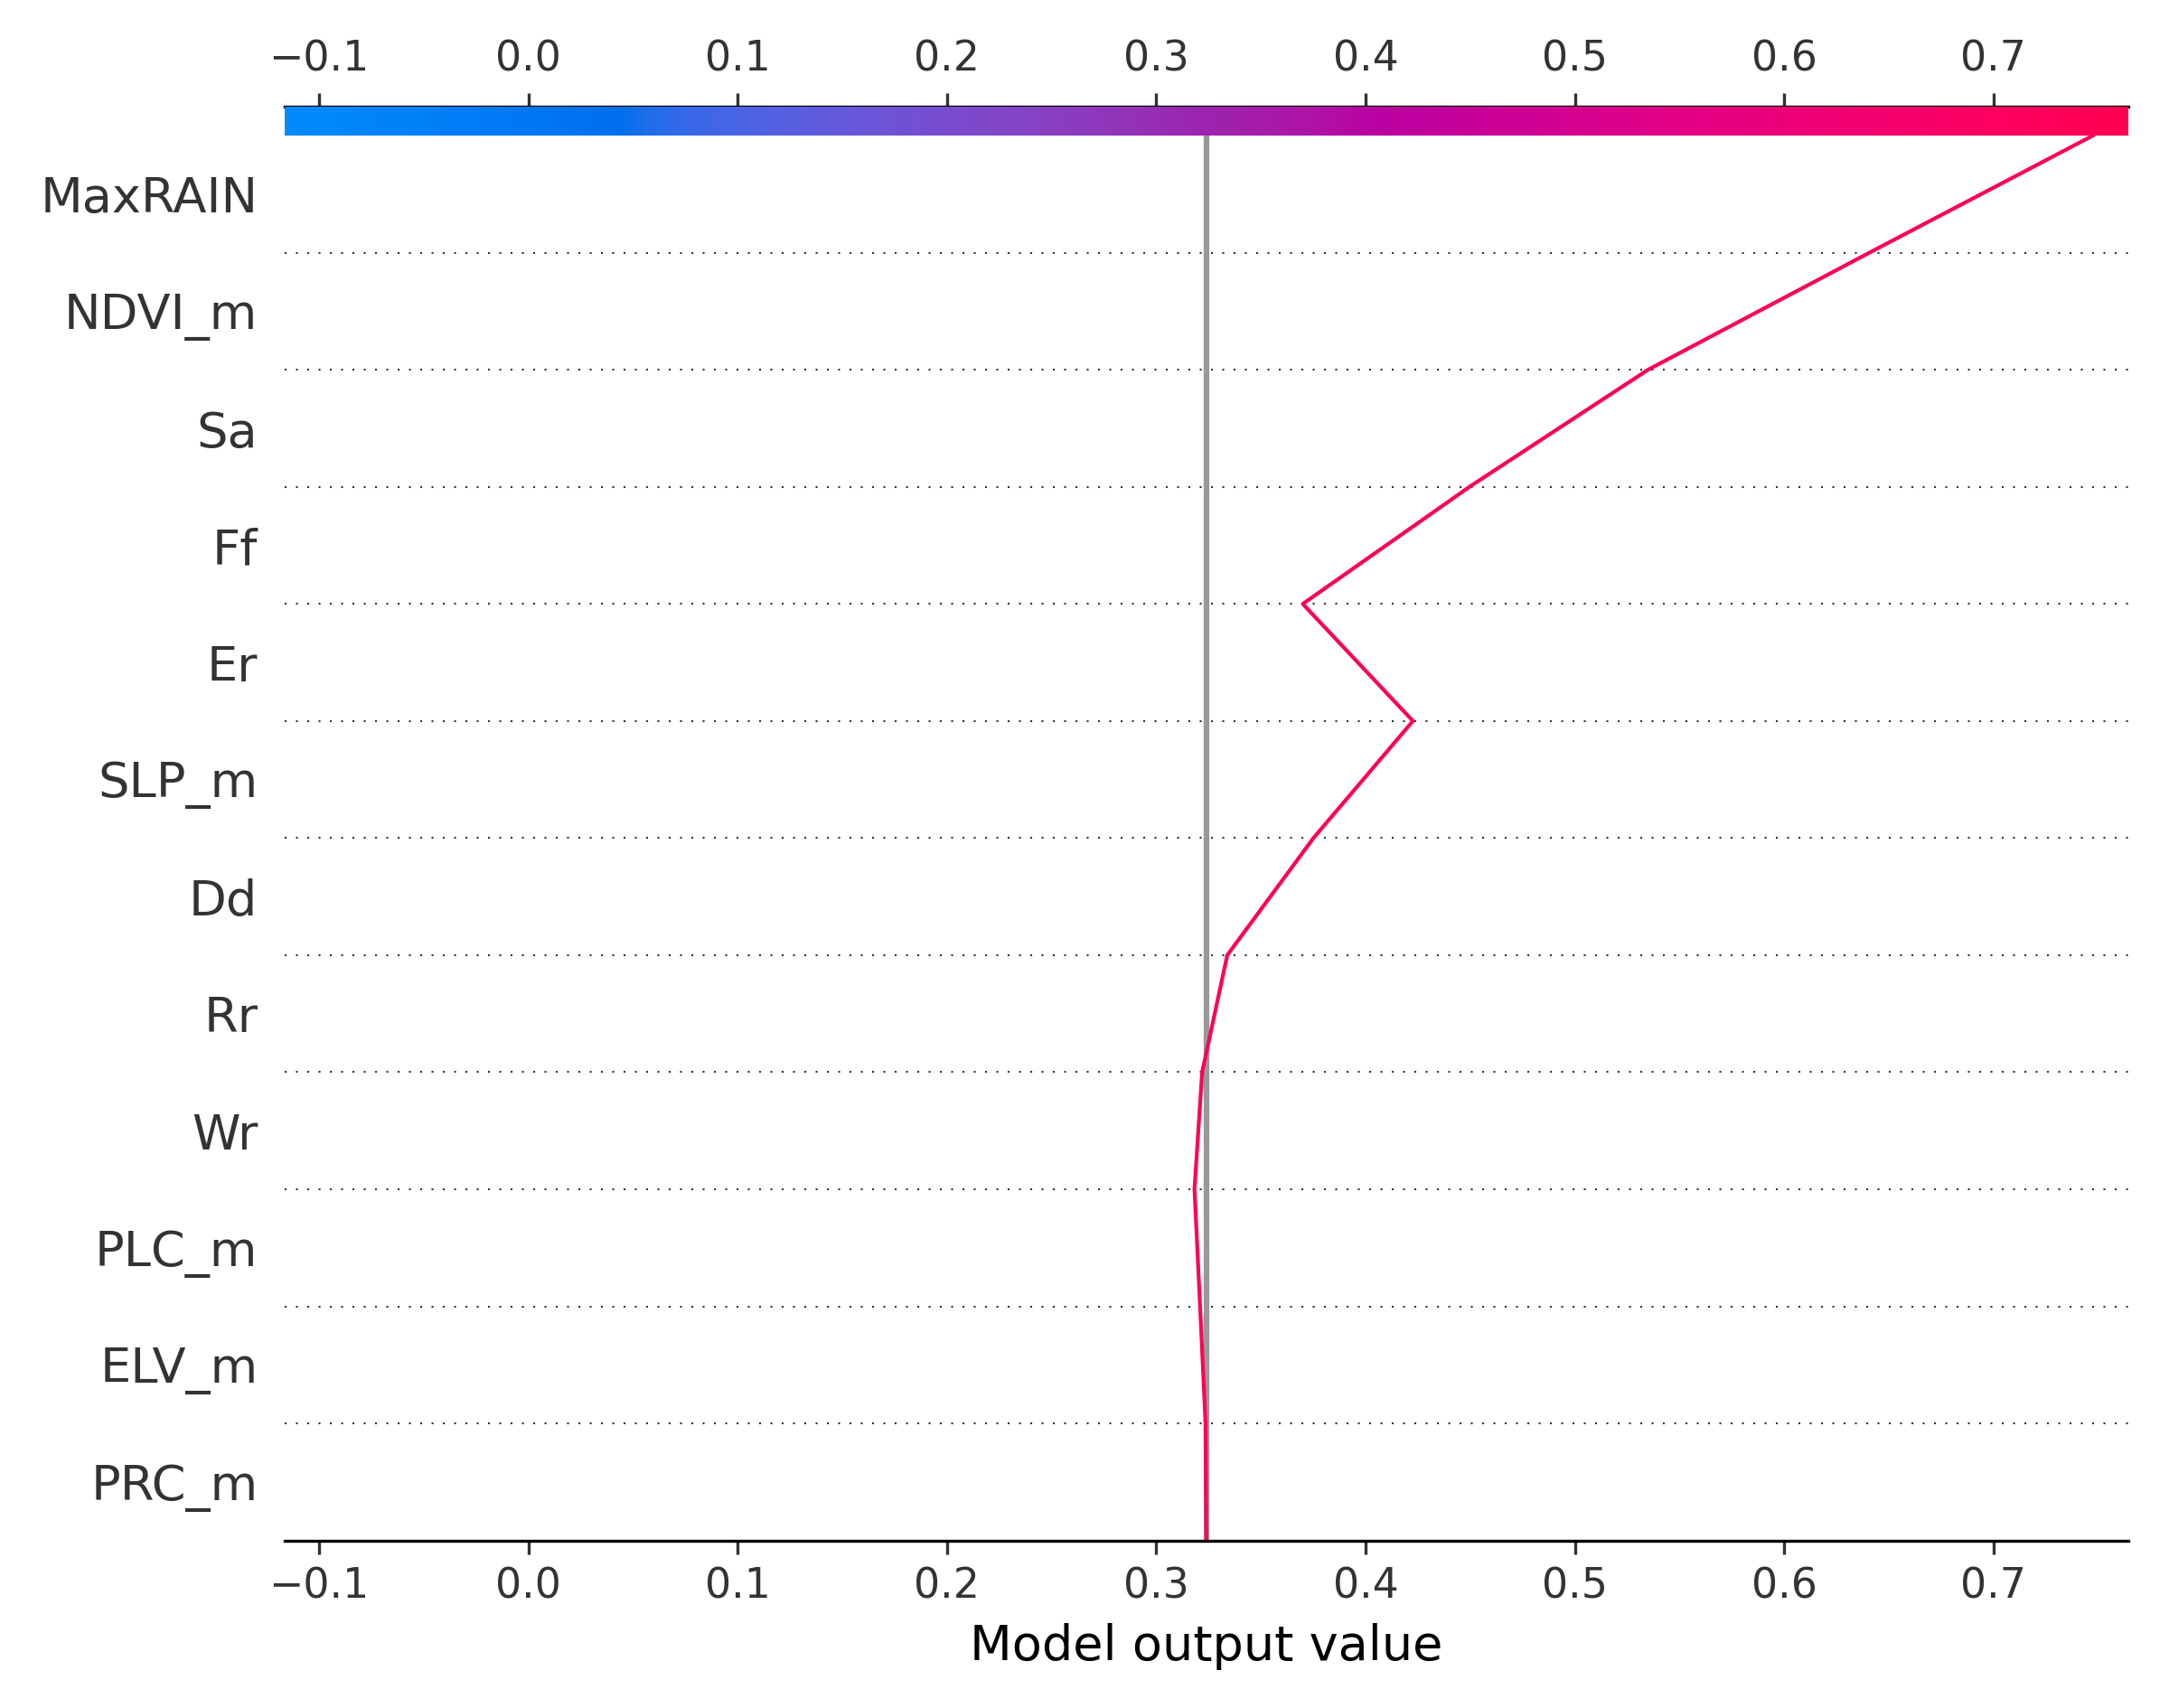 −0.1 0.0 0.1 0.2 0.3 0.4 0.5 0.6 0.7
MaxRAIN
NDVI_m
Sa
Ff
Er
SLP_m
Dd
Rr
Wr
PLC_m
ELV_m
PRC_m
−0.1 0.0 0.1 0.2 0.3 0.4 0.5 0.6 0.7
Model output value